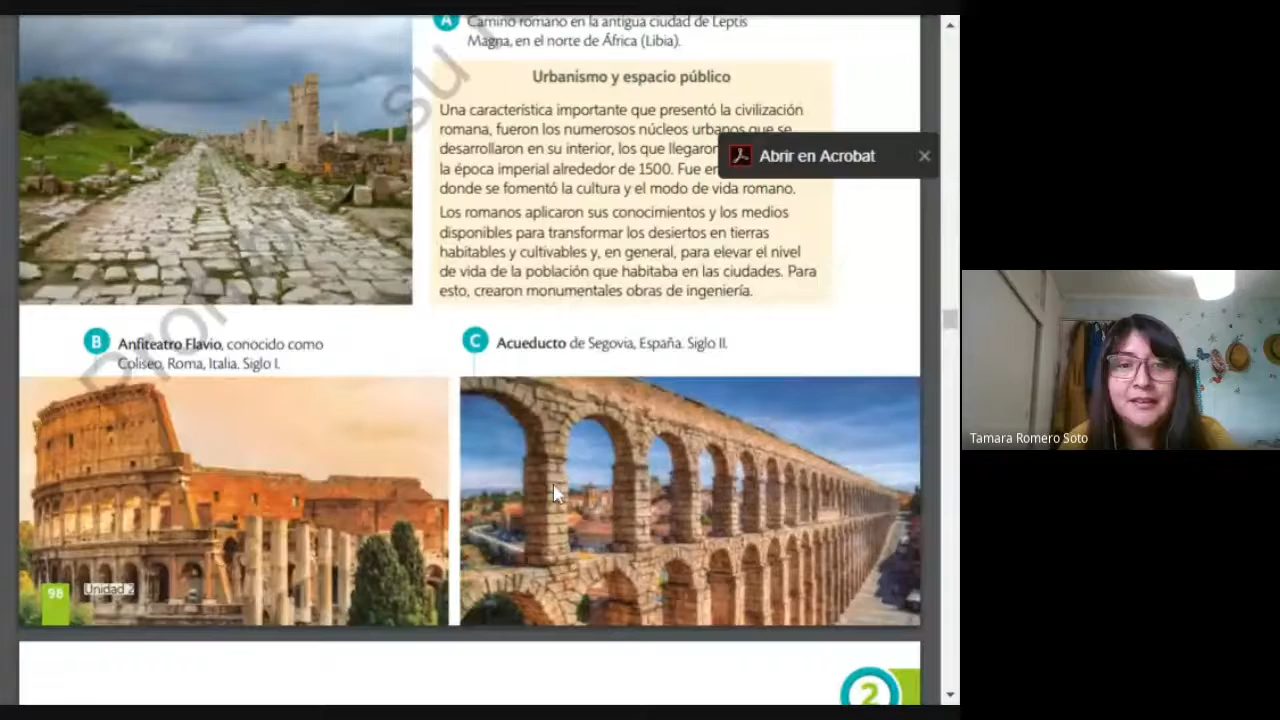 A Camino romano en la antigua ciudad de Leptis
Magna, en el norte de África (Libia).
Urbanismo y espacio público
Una característica importante que presentó la civilización
romana, fueron los numerosos núcleos urbanos que se
desarrollaron en su interior, los que llegaron
la época imperial alrededor de 1500. Fue en
donde se fomentó la cultura y el modo de vida romano.
Los romanos aplicaron sus conocimientos y los medios
disponibles para transformar los desiertos en tierras
habitables y cultivables y, en general, para elevar el nivel
de vida de la población que habitaba en las ciudades. Para
esto, crearon monumentales obras de ingeniería.
Abrir en Acrobat
B Anfiteatro Flavio, conocido como
Coliseo, Roma, Italia. Siglo I.
C Acueducto de Segovia, España. Siglo II.
98 Unidad 2
2
Tamara Romero Soto
su